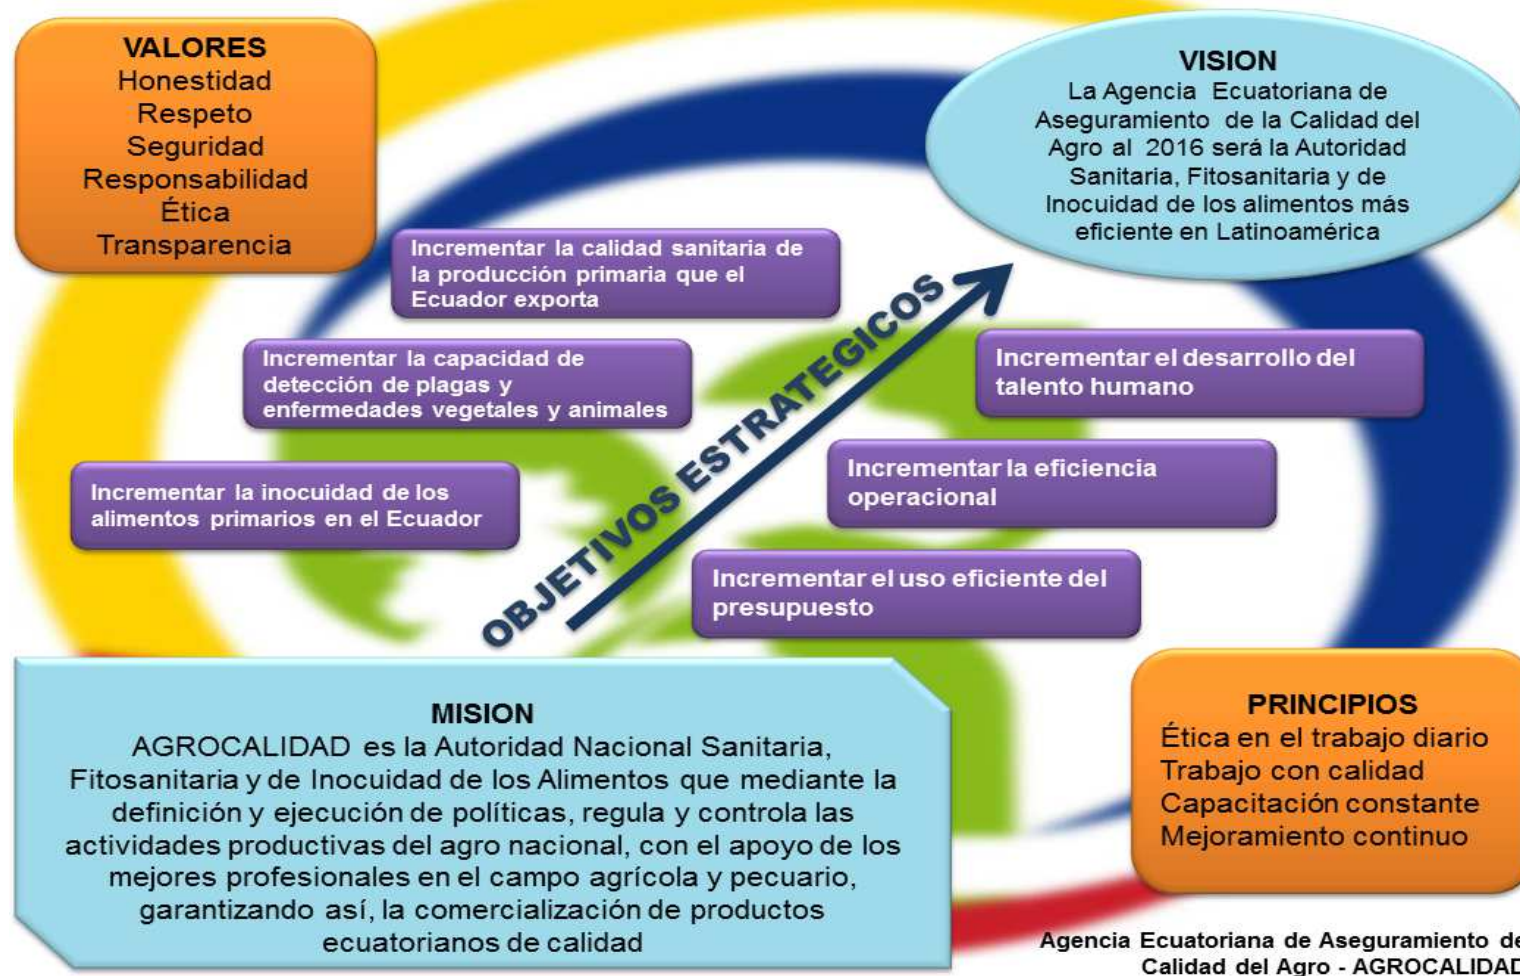 VALORES
Honestidad
Respeto
Seguridad
Responsabilidad
Ética
Transparencia
VISION
La Agencia Ecuatoriana de
Aseguramiento de la Calidad del
Agro al 2016 será la Autoridad
Sanitaria, Fitosanitaria y de
Inocuidad de los alimentos más
eficiente en Latinoamérica
Incrementar la calidad sanitaria de
la producción primaria que el
Ecuador exporta
Incrementar la capacidad de
detección de plagas y
enfermedades vegetales y animales
Incrementar la inocuidad de los
alimentos primarios en el Ecuador
OBJETIVOS ESTRATEGICOS
Incrementar el desarrollo del
talento humano
Incrementar la eficiencia
operacional
Incrementar el uso eficiente del
presupuesto
MISION
AGROCALIDAD es la Autoridad Nacional Sanitaria,
Fitosanitaria y de Inocuidad de los Alimentos que mediante la
definición y ejecución de políticas, regula y controla las
actividades productivas del agro nacional, con el apoyo de los
mejores profesionales en el campo agrícola y pecuario,
garantizando así, la comercialización de productos
ecuatorianos de calidad
PRINCIPIOS
Ética en el trabajo diario
Trabajo con calidad
Capacitación constante
Mejoramiento continuo
Agencia Ecuatoriana de Aseguramiento de
Calidad del Agro - AGROCALIDAD